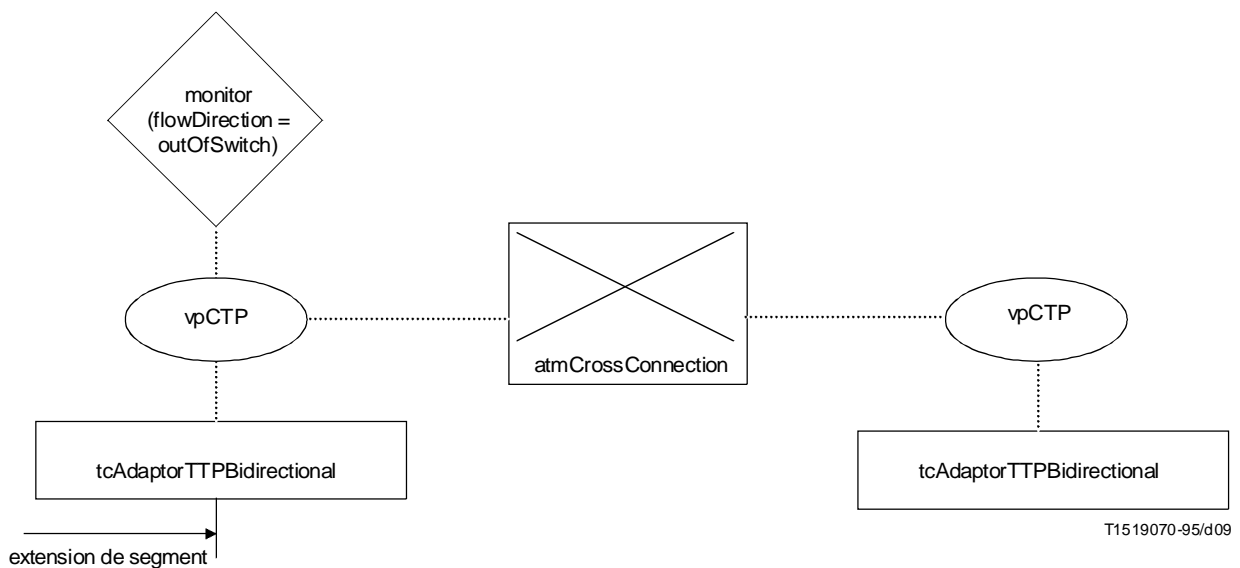 monitor
(flowDirection =
outOfSwitch)
vpCTP
vpCTP
atmCrossConnection
tcAdaptorTTPBidirectional
tcAdaptorTTPBidirectional
T1519070-95/d09
extension de segment